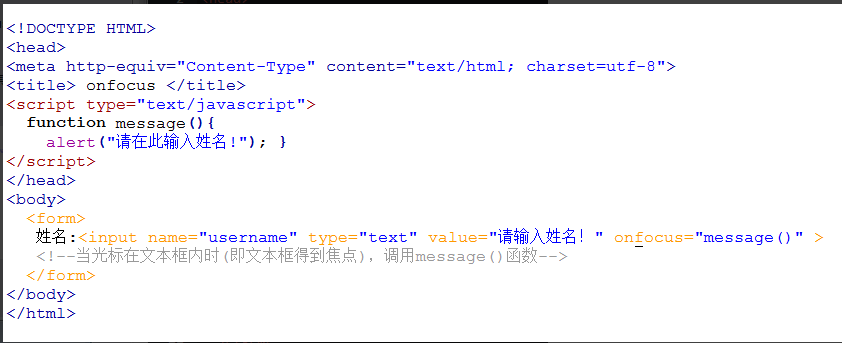 <!DOCTYPE HTML>
<head>
<meta http-equiv="Content-Type" content="text/html; charset=utf-8">
<title> onfocus </title>
<script type="text/javascript">
  function message(){
    alert("请在此输入姓名!"); }
</script>
</head>
<body>
  <form>
   姓名:<input name="username" type="text" value="请输入姓名！" onfocus="message()" >
   <!--当光标在文本框内时(即文本框得到焦点)，调用message()函数-->
  </form>
</body>
</html>